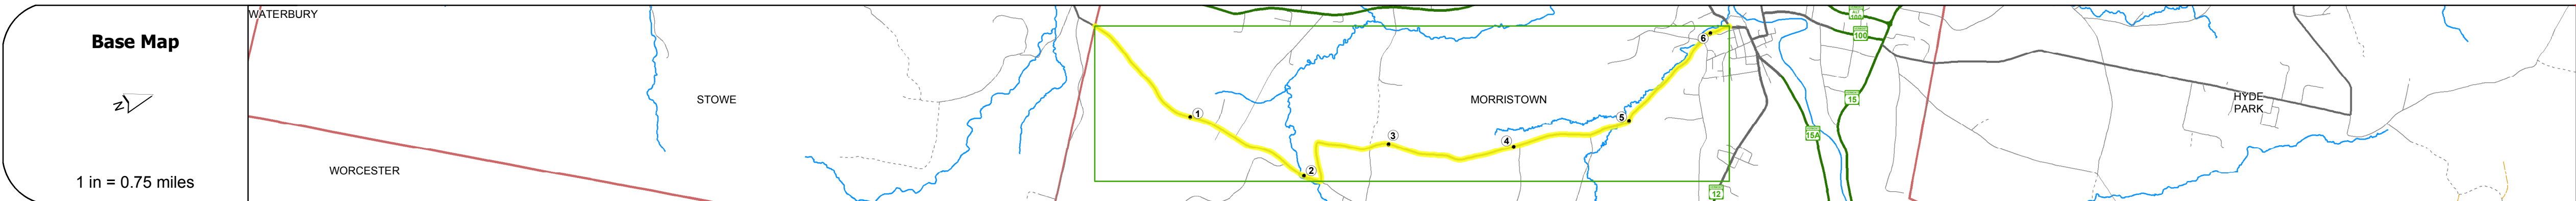 Base Map
N
1 in = 0.75 miles
WATERBURY
WORCESTER
STOWE
MORRISTOWN
HYDE
PARK
1
2
3
4
5
6
100
100
15
15A
12